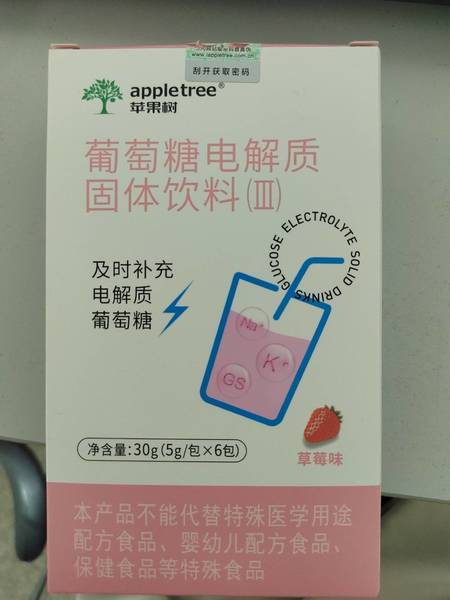 www.iappletree.com.cn
刮开获取密码
appletree®
苹果树
葡萄糖电解质
固体饮料(Ⅲ)
GLUCOSE ELECTROLYTE SOLID DRINKS
及时补充
电解质
葡萄糖
Na⁺
K⁺
GS
净含量:30g(5g/包×6包)
草莓味
本产品不能代替特殊医学用途
配方食品、婴幼儿配方食品、
保健食品等特殊食品